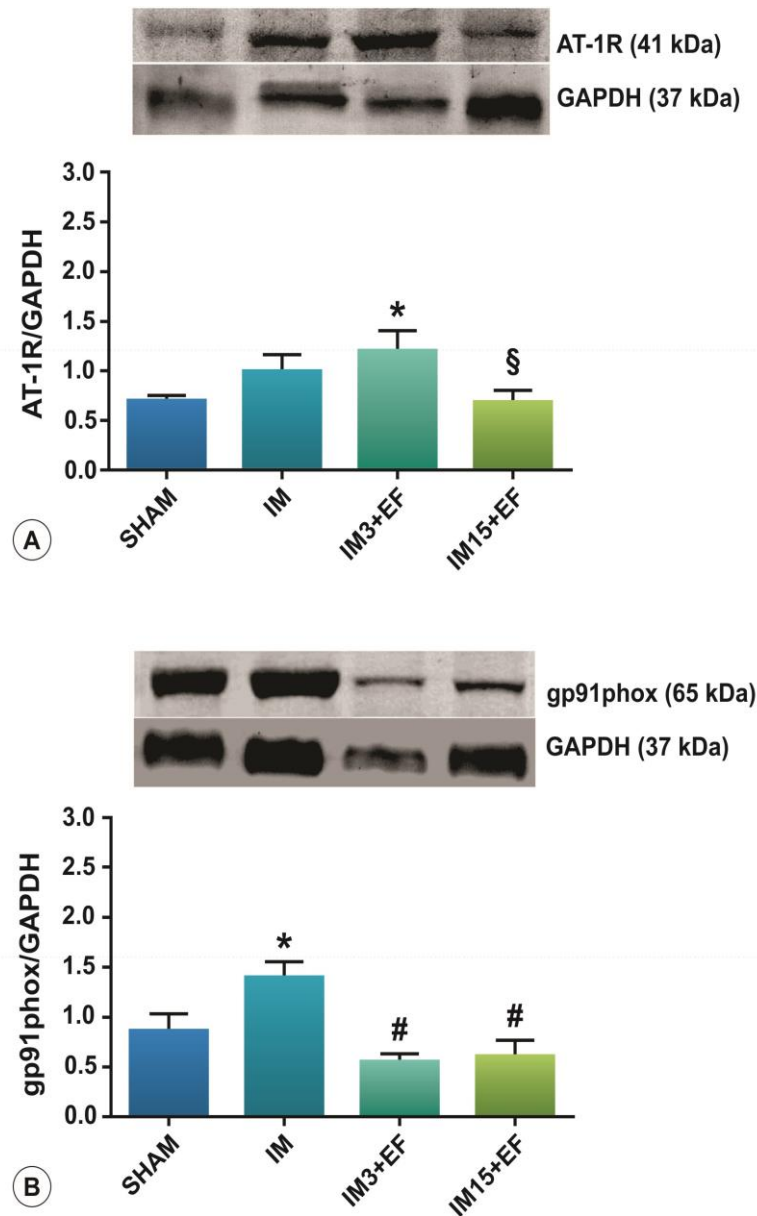 AT-1R (41 kDa)
GAPDH (37 kDa)
AT-1R/GAPDH
3.0
2.5
2.0
1.5
1.0
0.5
0.0
*
§
SHAM
IM
IM3+EF
IM15+EF
A
gp91phox (65 kDa)
GAPDH (37 kDa)
gp91phox/GAPDH
3.0
2.5
2.0
1.5
1.0
0.5
0.0
*
#
#
SHAM
IM
IM3+EF
IM15+EF
B